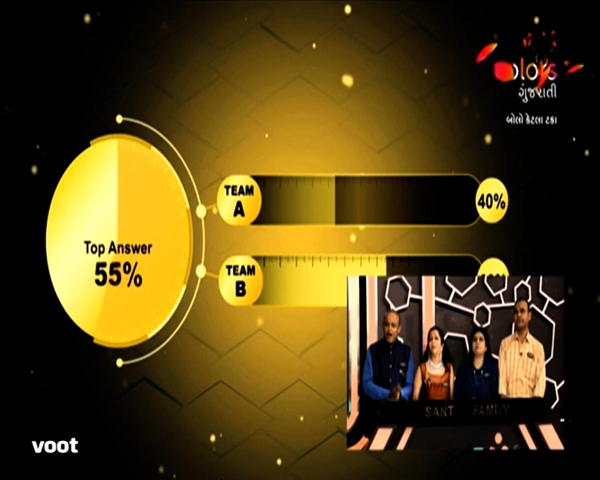 colors
ગુજરાતી
બોલો કેટલા ટકા
TEAM
A
40%
Top Answer
55%
TEAM
B
SANT FAMILY
voot